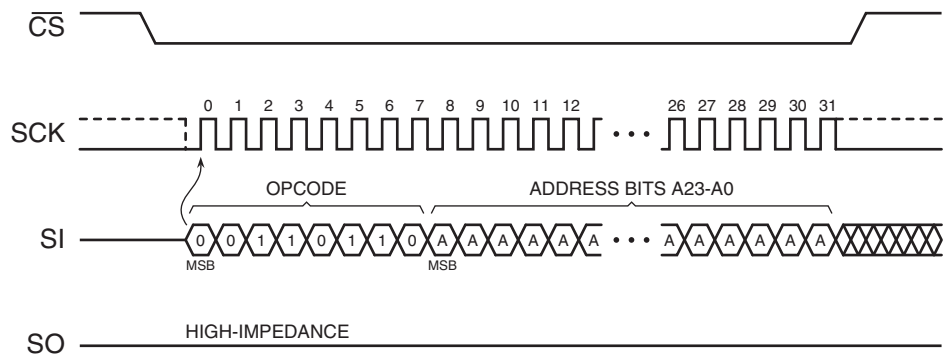 CS
0 1 2 3 4 5 6 7 8 9 10 11 12 26 27 28 29 30 31
SCK
OPCODE ADDRESS BITS A23-A0
SI 0 0 1 1 0 1 1 0 A A A A A A A A A A A A
MSB MSB
HIGH-IMPEDANCE
SO